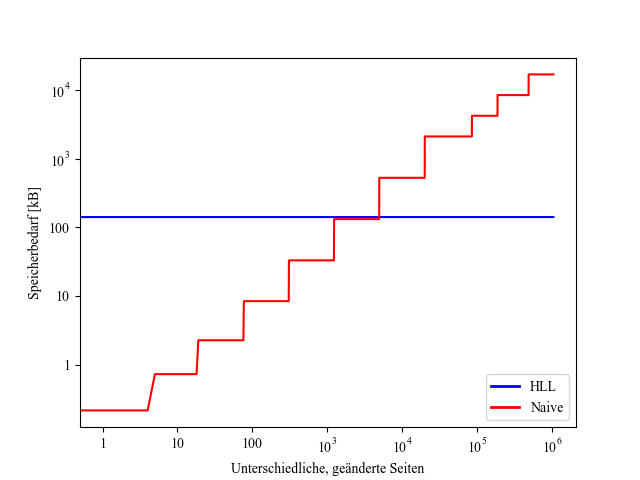 Speicherbedarf [kB]
10^4
10^3
100
10
1
1 10 100 10^3 10^4 10^5 10^6
Unterschiedliche, geänderte Seiten
HLL
Naive